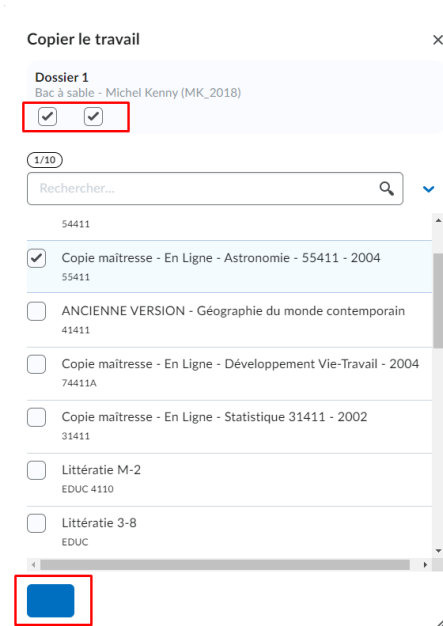 Copier le travail
Dossier 1
Bac à sable - Michel Kenny (MK_2018)
1/10
Rechercher...
54411
Copie maîtresse - En Ligne - Astronomie - 55411 - 2004
55411
ANCIENNE VERSION - Géographie du monde contemporain
41411
Copie maîtresse - En Ligne - Développement Vie-Travail - 2004
74411A
Copie maîtresse - En Ligne - Statistique 31411 - 2002
31411
Littératie M-2
EDUC 4110
Littératie 3-8
EDUC